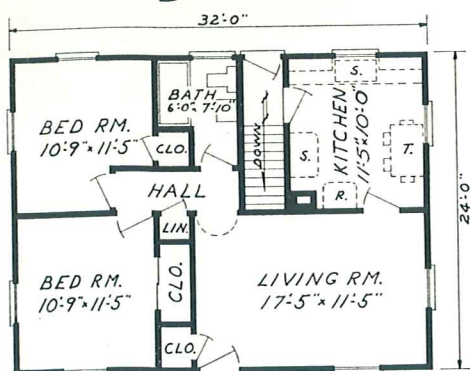 32'-0"
BATH
6'-0", 7'-10"
S.
BED RM.
10'-9" x 11'-5"
CLO.
DOWN
S.
KITCHEN
11'-5" x 10'-0"
T.
R.
24'-0"
HALL
LIN.
BED RM.
10'-9" x 11'-5"
CLO.
LIVING RM.
17'-5" x 11'-5"
CLO.